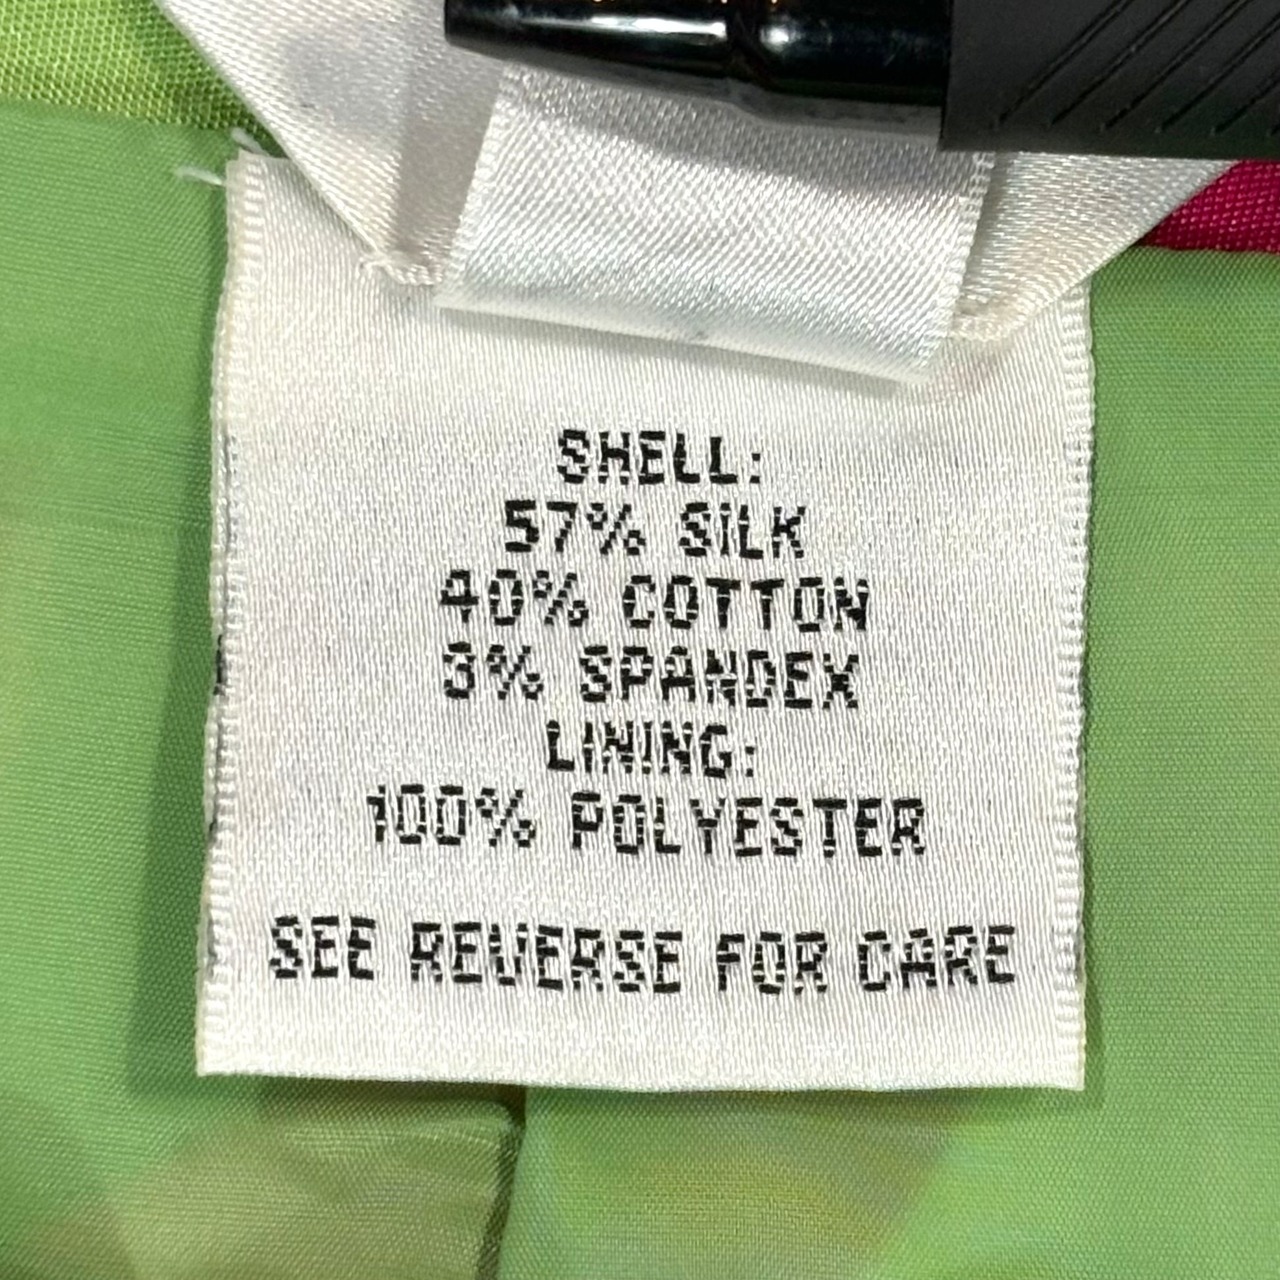 SHELL:
57% SILK
40% COTTON
3% SPANDEX
LINING:
100% POLYESTER
SEE REVERSE FOR CARE